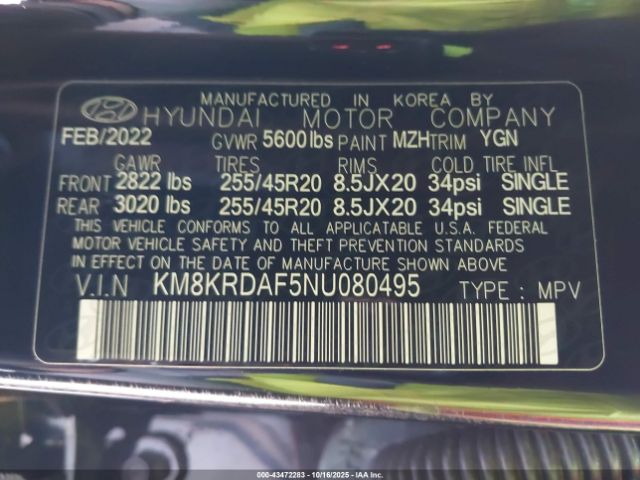 MANUFACTURED IN KOREA BY
HYUNDAI MOTOR COMPANY
FEB/2022 GVWR 5600lbs PAINT MZH TRIM YGN
GAWR TIRES RIMS COLD TIRE INFL
FRONT 2822 lbs 255/45R20 8.5JX20 34psi SINGLE
REAR 3020 lbs 255/45R20 8.5JX20 34psi SINGLE
THIS VEHICLE CONFORMS TO ALL APPLICABLE U.S.A. FEDERAL
MOTOR VEHICLE SAFETY AND THEFT PREVENTION STANDARDS
IN EFFECT ON THE DATE OF MANUFACTURE SHOWN ABOVE
V.I.N KM8KRDAF5NU080495 TYPE : MPV
000-43472283 - 10/16/2025 - © IAA Inc.